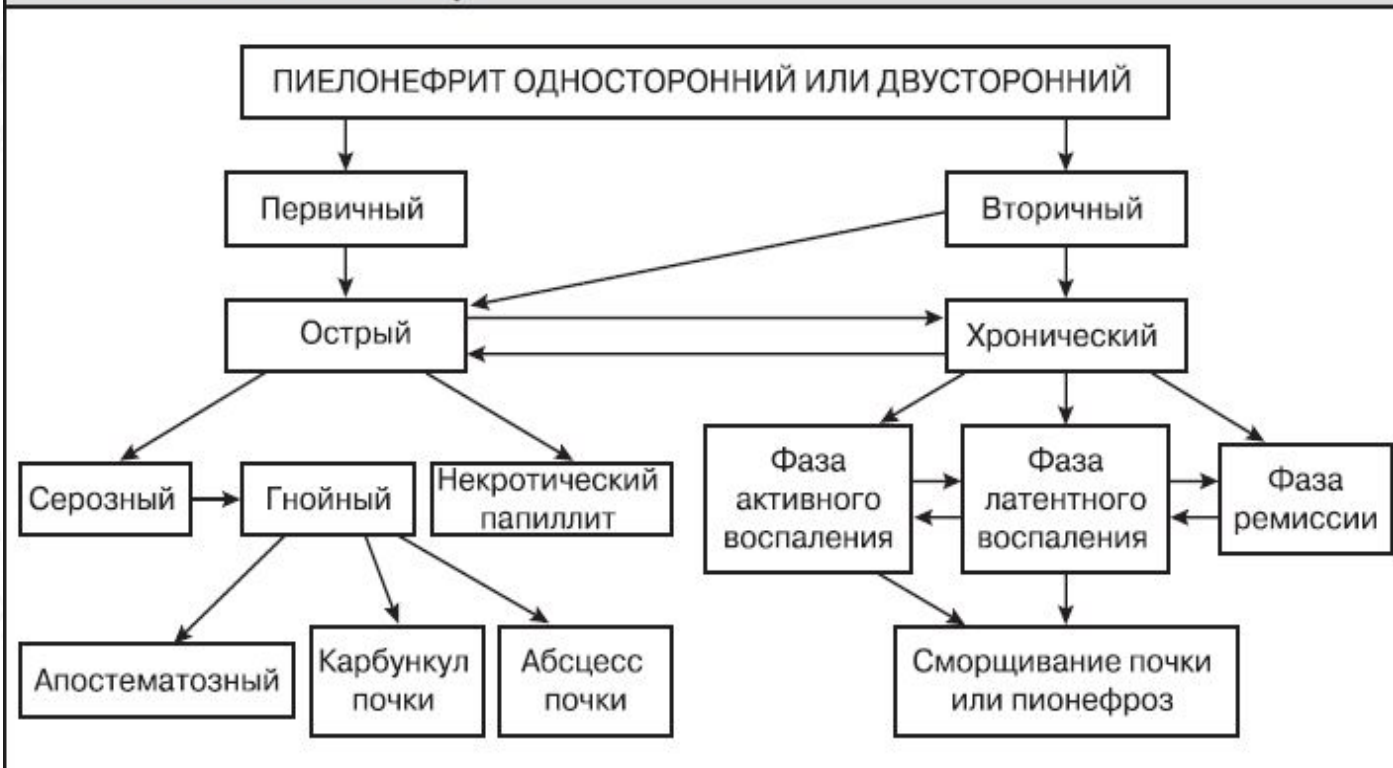 ПИЕЛОНЕФРИТ ОДНОСТОРОННИЙ ИЛИ ДВУСТОРОННИЙ
Первичный
Вторичный
Острый
Хронический
Серозный
Гнойный
Некротический
папиллит
Фаза
активного
воспаления
Фаза
латентного
воспаления
Фаза
ремиссии
Апостематозный
Карбункул
почки
Абсцесс
почки
Сморщивание почки
или пионефроз